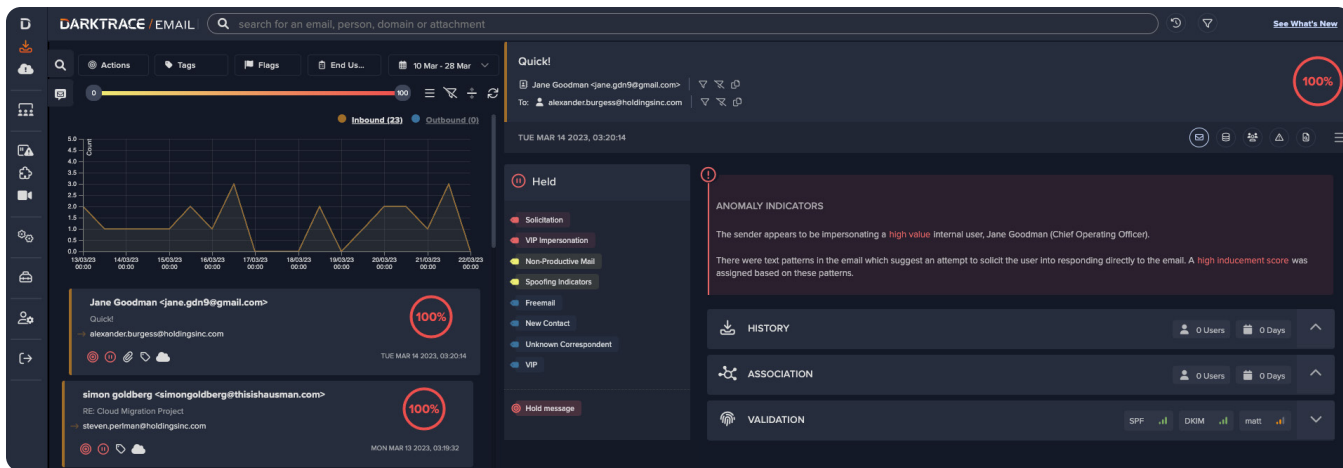 DARKTRACE / EMAIL
search for an email, person, domain or attachment
See What's New
Actions
Tags
Flags
End Us...
10 Mar - 28 Mar
0
100
Inbound (23)
Outbound (0)
Count
5.0
4.5
4.0
3.5
3.0
2.5
2.0
1.5
1.0
0.5
0.0
13/03/23 00:00
14/03/23 00:00
15/03/23 00:00
16/03/23 00:00
17/03/23 00:00
18/03/23 00:00
19/03/23 00:00
20/03/23 00:00
21/03/23 00:00
22/03/23 00:00
Jane Goodman <jane.gdn9@gmail.com>
Quick!
→ alexander.burgess@holdingsinc.com
100%
TUE MAR 14 2023, 03:20:14
simon goldberg <simongoldberg@thisishausman.com>
RE: Cloud Migration Project
→ steven.perlman@holdingsinc.com
100%
MON MAR 13 2023, 03:19:32
Quick!
Jane Goodman <jane.gdn9@gmail.com>
To: alexander.burgess@holdingsinc.com
100%
TUE MAR 14 2023, 03:20:14
Held
Solicitation
VIP Impersonation
Non-Productive Mail
Spoofing Indicators
Freemail
New Contact
Unknown Correspondent
VIP
Hold message
ANOMALY INDICATORS
The sender appears to be impersonating a high value internal user, Jane Goodman (Chief Operating Officer).
There were text patterns in the email which suggest an attempt to solicit the user into responding directly to the email. A high inducement score was
assigned based on these patterns.
HISTORY
0 Users
0 Days
ASSOCIATION
0 Users
0 Days
VALIDATION
SPF
DKIM
matt